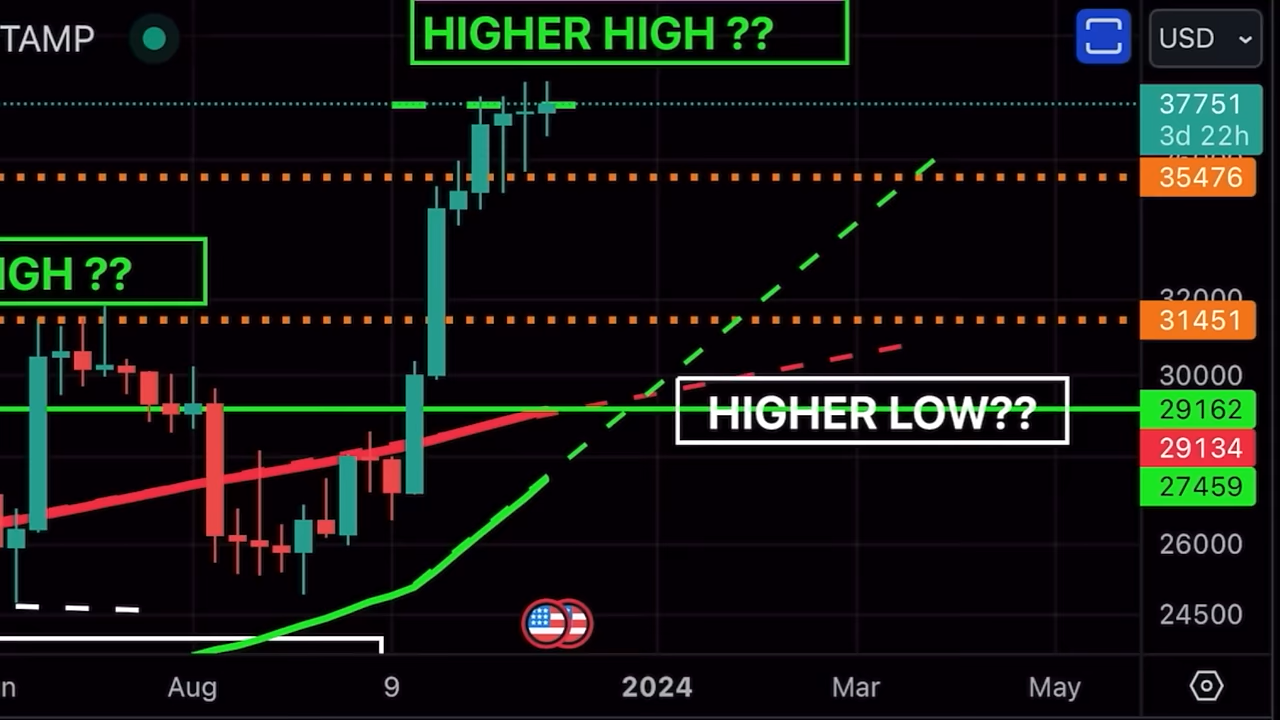 TAMP
HIGHER HIGH ??
USD
37751
3d 22h
35476
IGH ??
32000
31451
30000
HIGHER LOW??
29162
29134
27459
26000
24500
n
Aug
9
2024
Mar
May